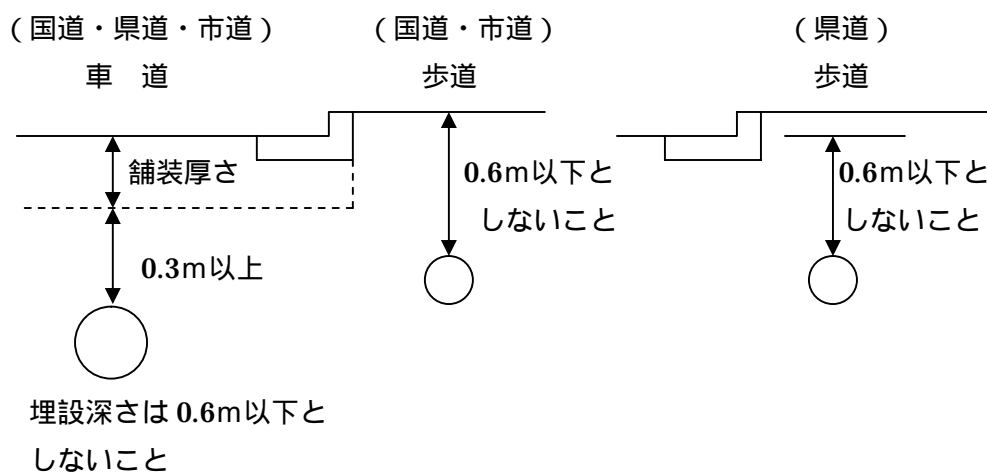 （国道・県道・市道）
車　道
舗装厚さ
0.3m以上
埋設深さは 0.6m以下と
しないこと
（国道・市道）
歩道
0.6m以下と
しないこと
（県道）
歩道
0.6m以下と
しないこと